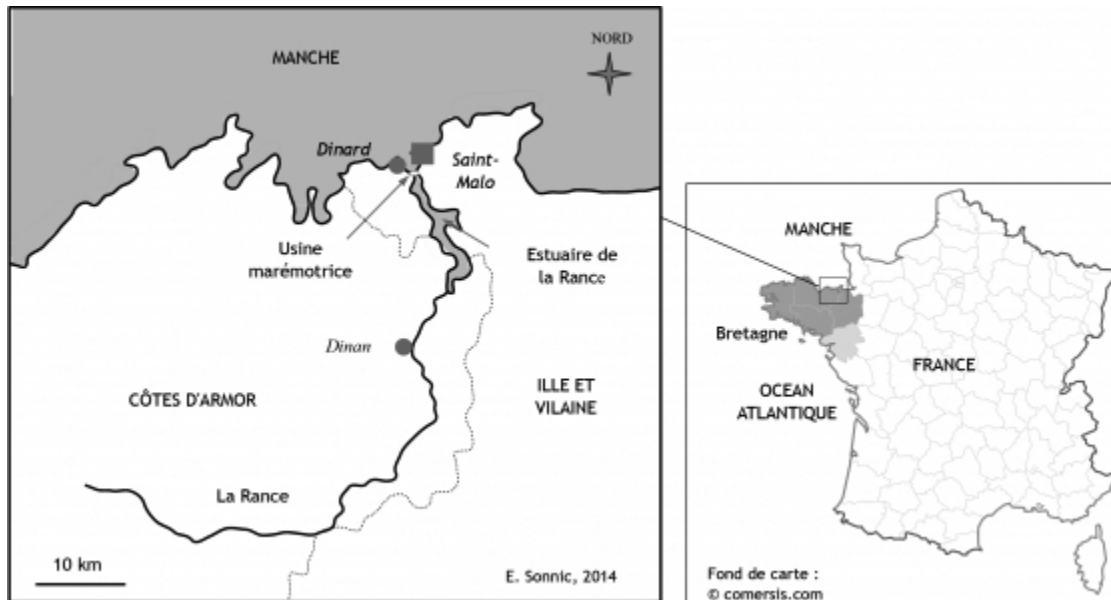 MANCHE
NORD
Dinard
Saint-
Malo
Usine
marémotrice
Estuaire de
la Rance
Dinan
CÔTES D'ARMOR
ILLE ET
VILAINE
La Rance
10 km
E. Sonnic, 2014
MANCHE
Bretagne
FRANCE
OCEAN
ATLANTIQUE
Fond de carte :
© comersis.com